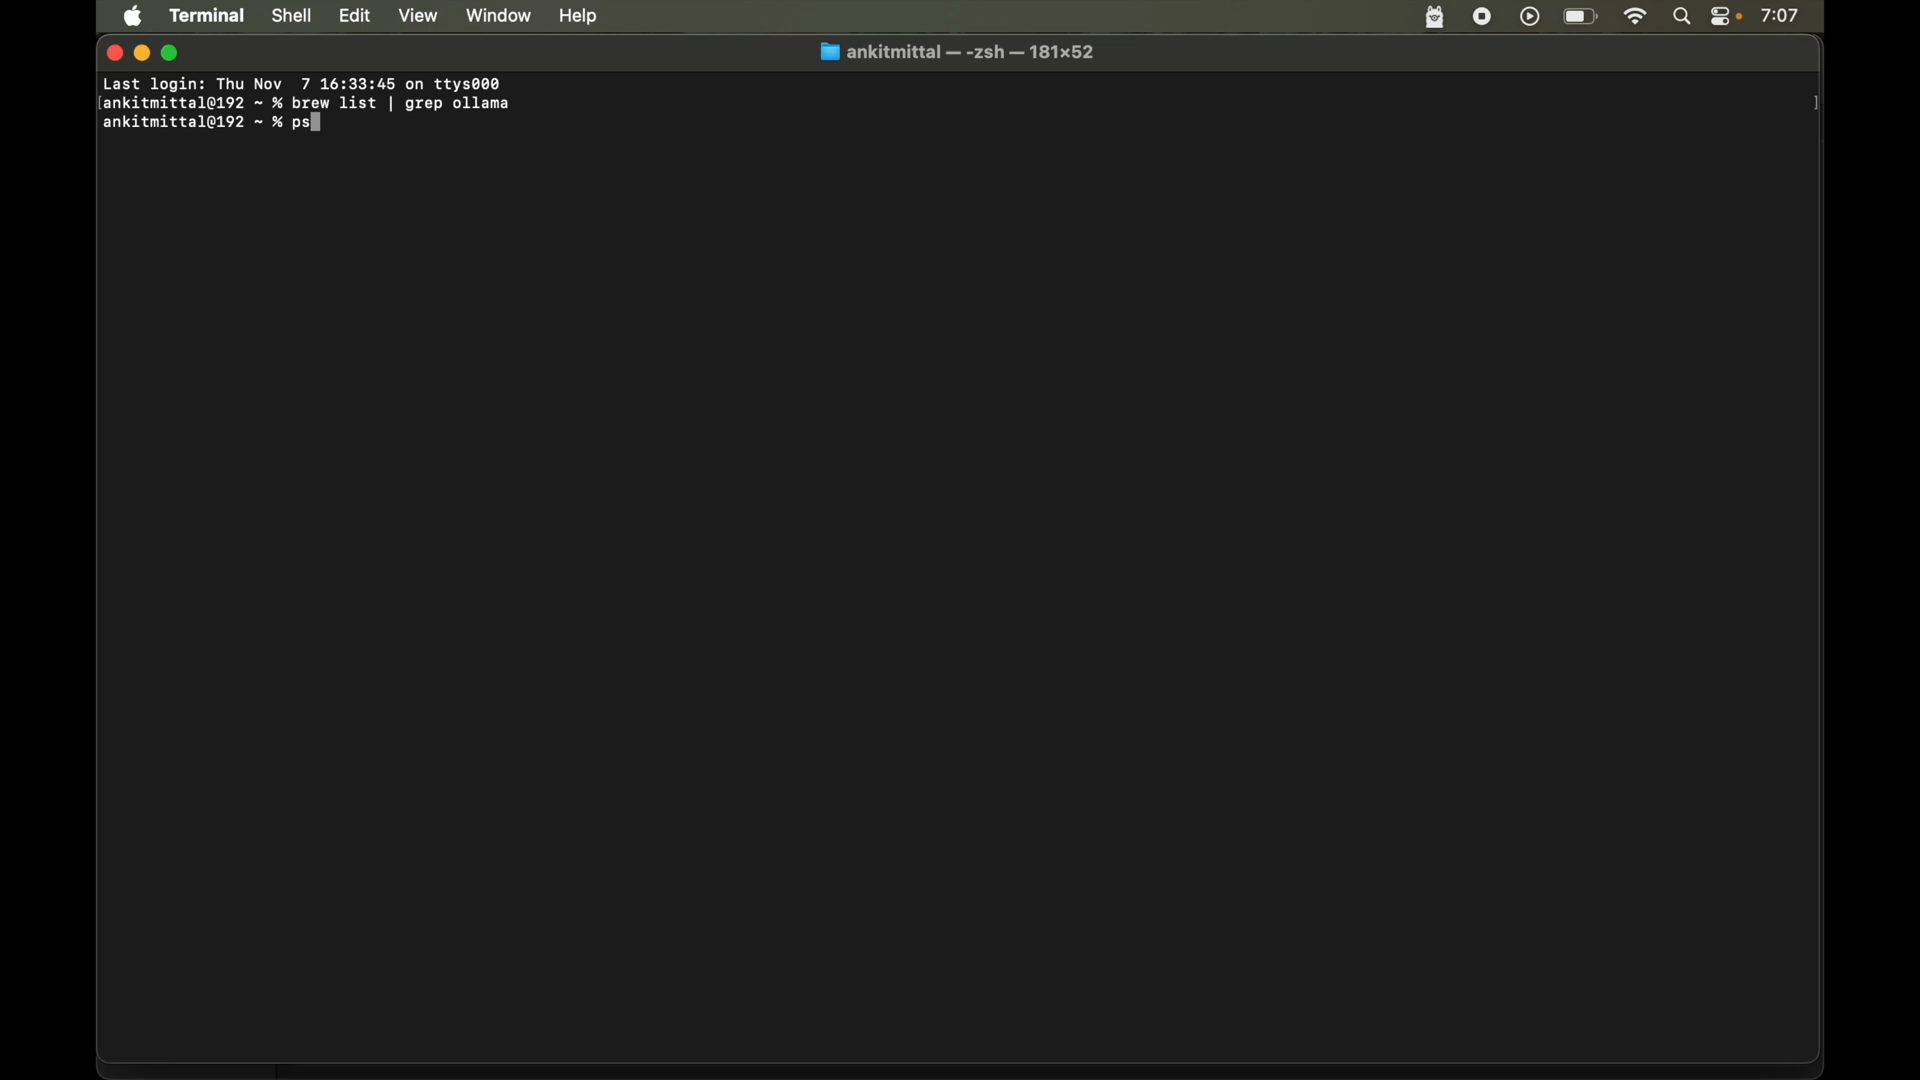 Terminal Shell Edit View Window Help 7:07
ankitmittal — -zsh — 181×52
Last login: Thu Nov  7 16:33:45 on ttys000
[ankitmittal@192 ~ % brew list | grep ollama ]
ankitmittal@192 ~ % ps